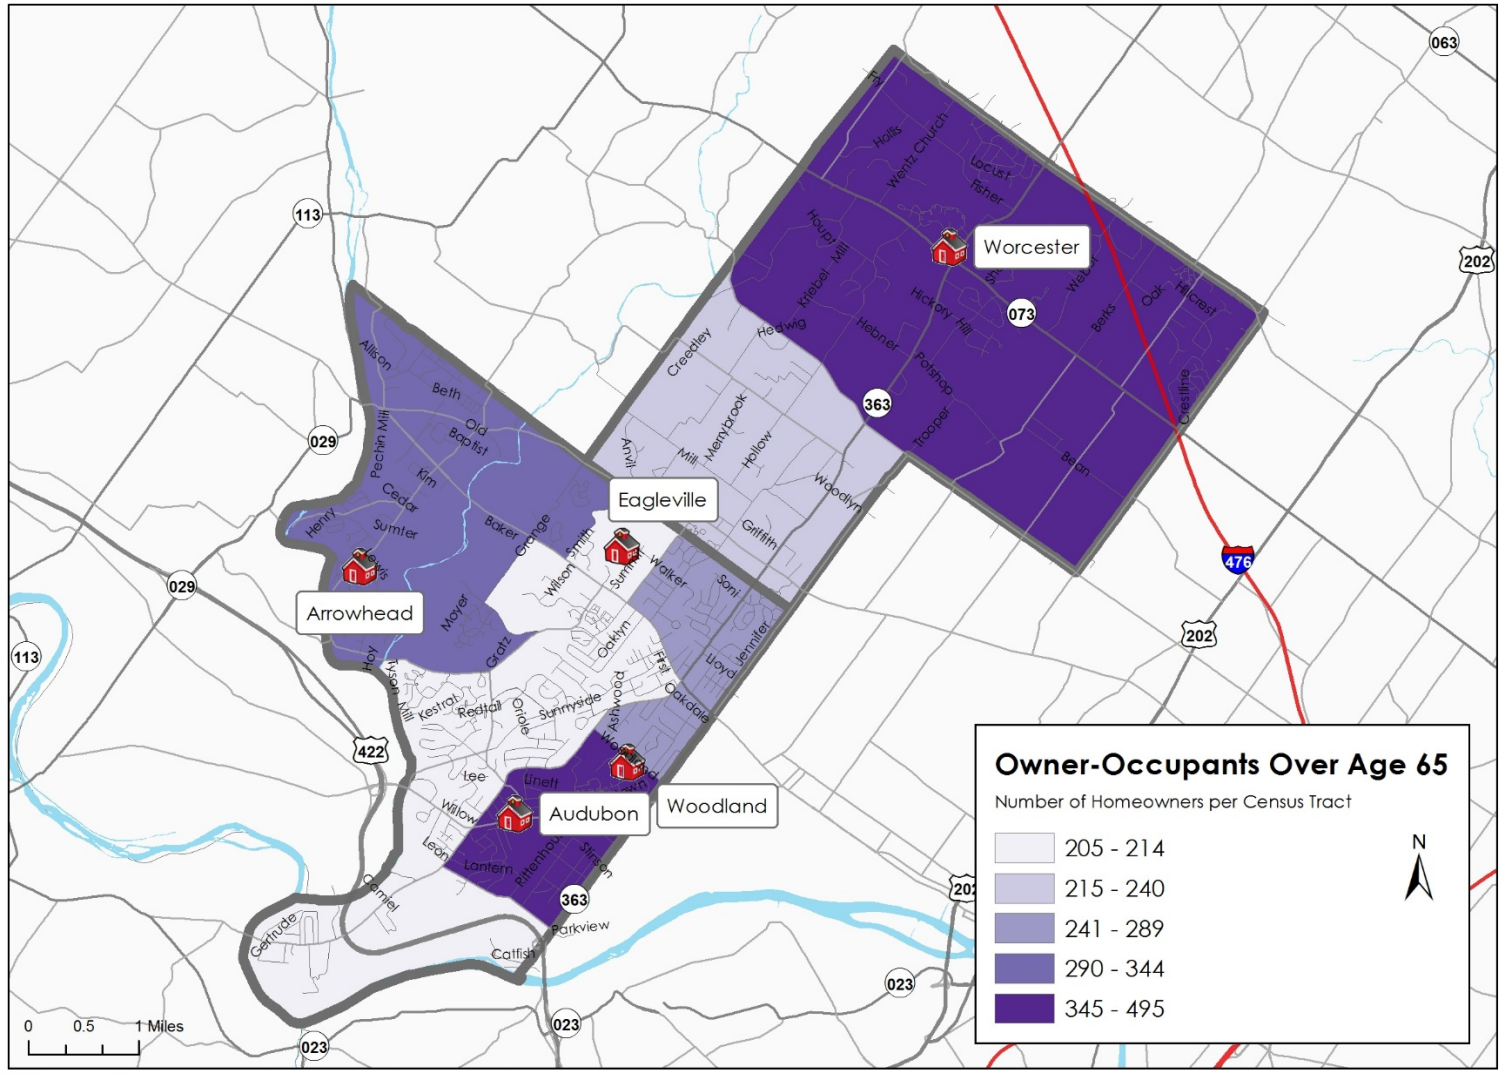 063
Fry
Hollis
Wentz Church
Locust
Fisher
113
202
Houpt Mill
Worcester
Weber
Kriebel
Hickory Hill
073
Oak
Hillcrest
Berks
Hedwig
Hebner
Creedley
Allison
Potshop
Beth
Crestline
363
Merrybrook
Trooper
Old
Baptist
029
Pechin Mill
Anvil
Mill
Hollow
Bean
Kim
Cedar
Woodlyn
Eagleville
Henry
Sumter
Baker
Grange
Smith
Griffith
476
Walker
Wilson
Soni
029
Arrowhead
Moyer
202
Oaklyn
Jennifer
Gratz
113
Hoy
First
Lloyd
Tyson Mill
Kestral
Redtail
Oriole
Sunnyside
Ashwood
Oakdale
422
Lee
Linett
Woodland
Audubon
Willow
Leon
Lantern
Stinson
363
202
Gertrude
Parkview
Catfish
023
023
023
0 0.5 1 Miles
Owner-Occupants Over Age 65
Number of Homeowners per Census Tract
N
205 - 214
215 - 240
241 - 289
290 - 344
345 - 495